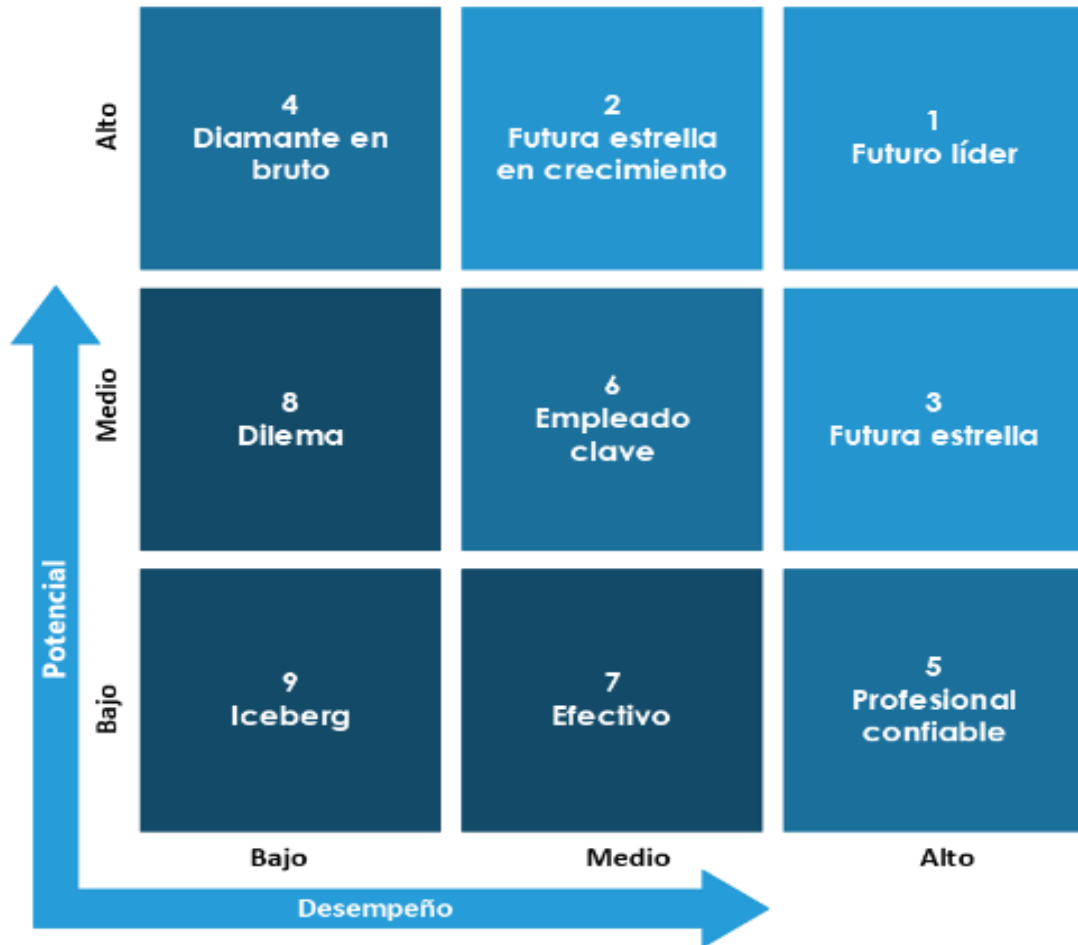 Alto
4
Diamante en
bruto
2
Futura estrella
en crecimiento
1
Futuro líder
Medio
8
Dilema
6
Empleado
clave
3
Futura estrella
Potencial
Bajo
9
Iceberg
7
Efectivo
5
Profesional
confiable
Bajo
Medio
Alto
Desempeño